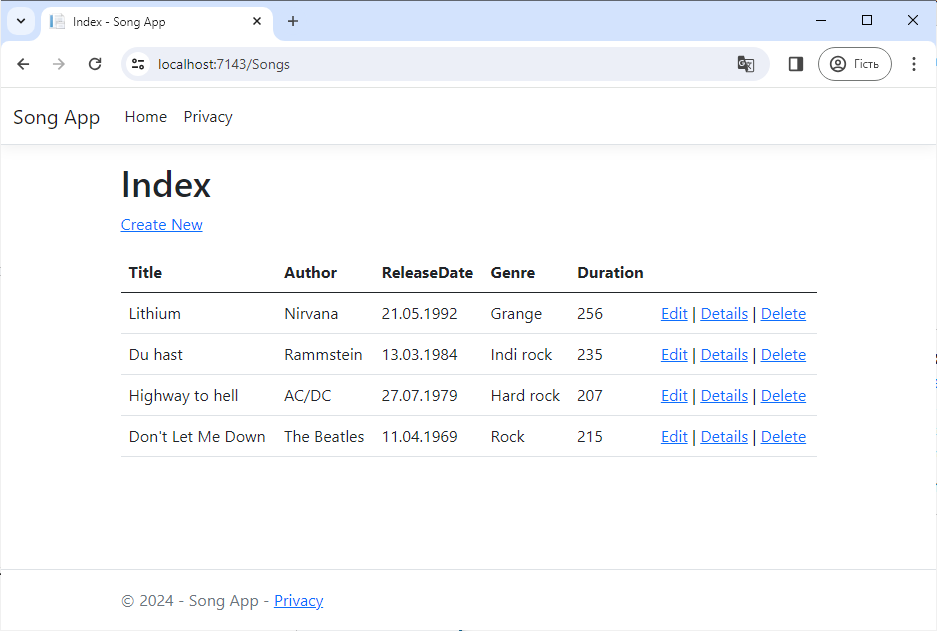 Index - Song App
localhost:7143/Songs
Гість
Song App Home Privacy
Index
Create New
Title Author ReleaseDate Genre Duration
Lithium Nirvana 21.05.1992 Grange 256 Edit | Details | Delete
Du hast Rammstein 13.03.1984 Indi rock 235 Edit | Details | Delete
Highway to hell AC/DC 27.07.1979 Hard rock 207 Edit | Details | Delete
Don't Let Me Down The Beatles 11.04.1969 Rock 215 Edit | Details | Delete
© 2024 - Song App - Privacy